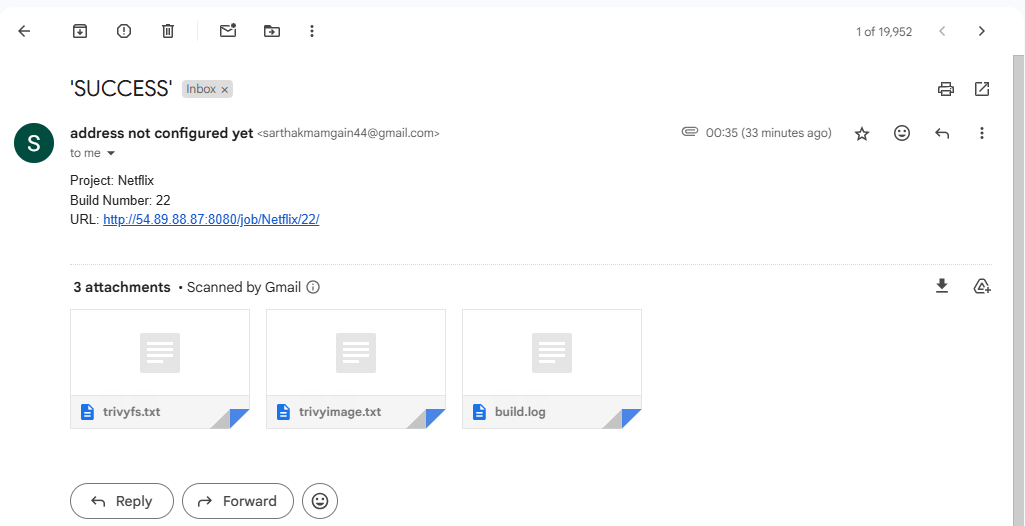 1 of 19,952
'SUCCESS' Inbox ×
S
address not configured yet <sarthakmamgain44@gmail.com> 00:35 (33 minutes ago)
to me
Project: Netflix
Build Number: 22
URL: http://54.89.88.87:8080/job/Netflix/22/
3 attachments • Scanned by Gmail
trivyfs.txt trivyimage.txt build.log
Reply Forward